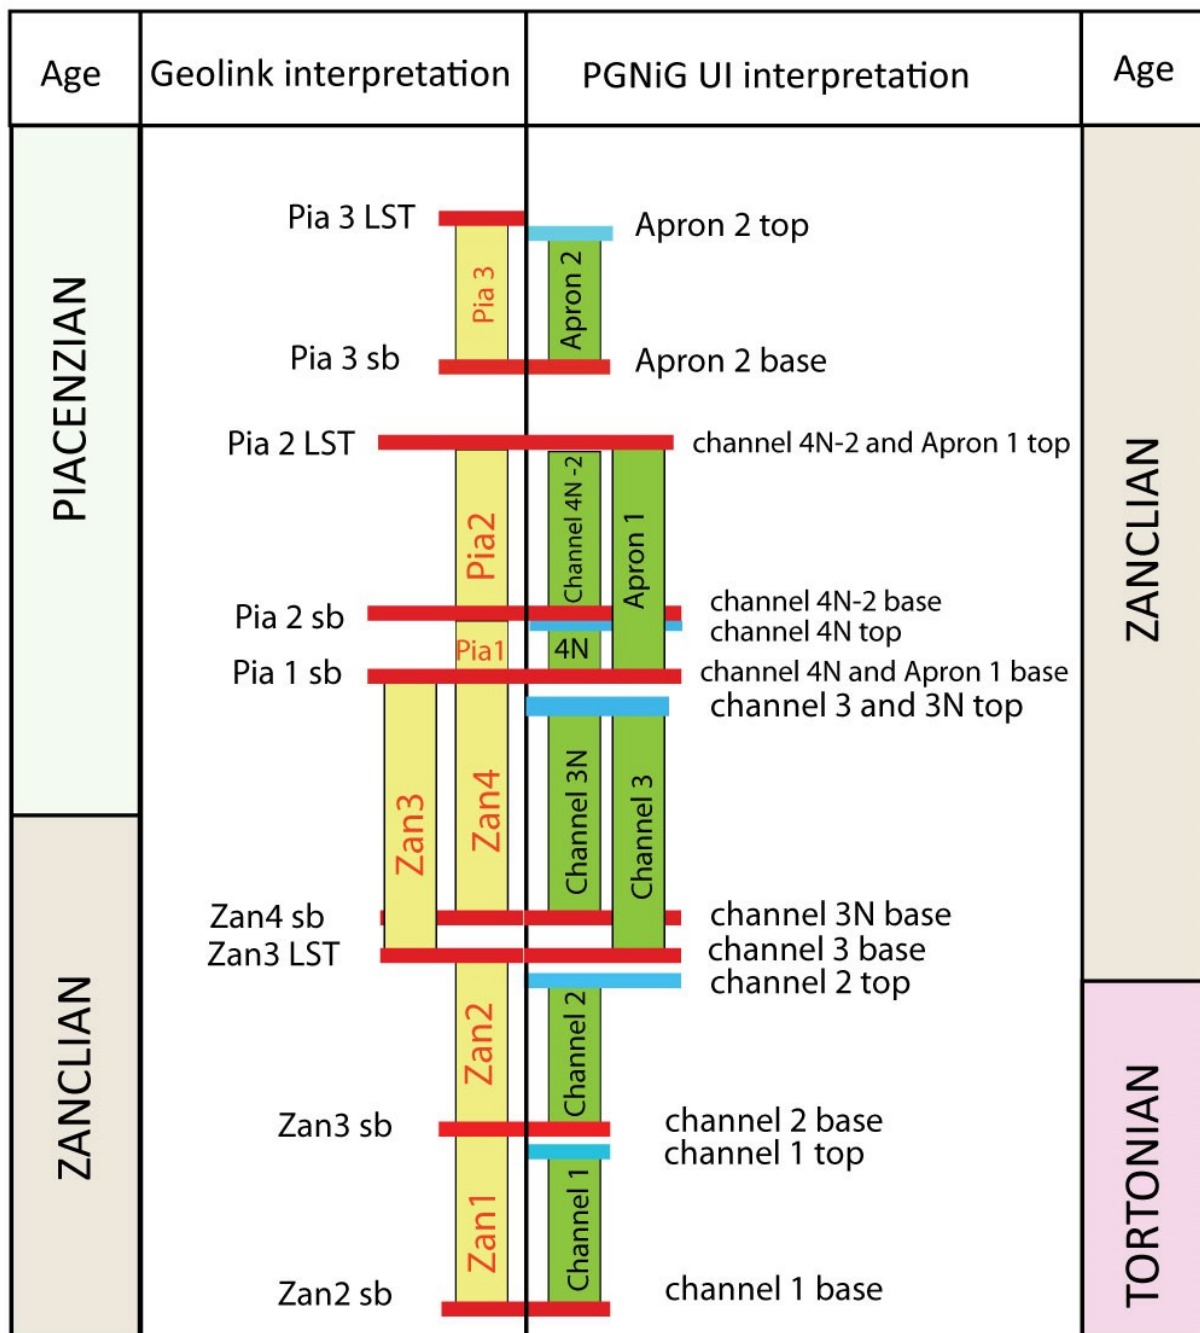 Age
Geolink interpretation
PGNiG UI interpretation
Age
PIACENZIAN
ZANCLIAN
Pia 3 LST
Pia 3 sb
Pia 2 LST
Pia 2 sb
Pia 1 sb
Zan4 sb
Zan3 LST
Zan3 sb
Zan2 sb
Pia 3
Pia2
Pia1
Zan3
Zan4
Zan2
Zan1
Apron 2
Channel 4N -2
Apron 1
4N
Channel 3N
Channel 3
Channel 2
Channel 1
Apron 2 top
Apron 2 base
channel 4N-2 and Apron 1 top
channel 4N-2 base
channel 4N top
channel 4N and Apron 1 base
channel 3 and 3N top
channel 3N base
channel 3 base
channel 2 top
channel 2 base
channel 1 top
channel 1 base
ZANCLIAN
TORTONIAN